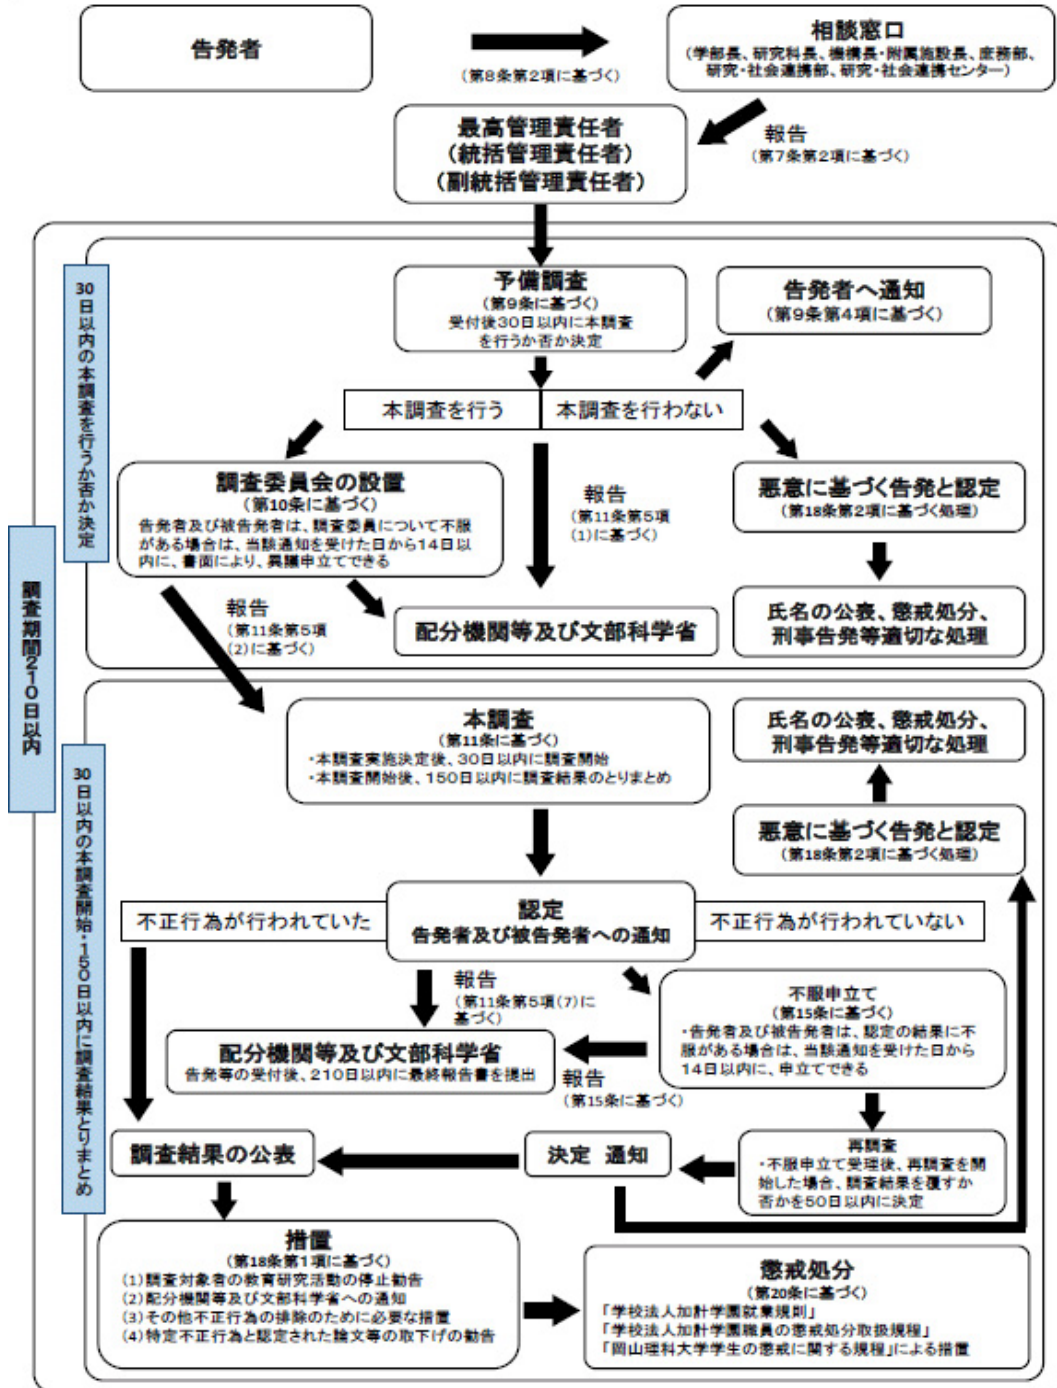 告発者
(第8条第2項に基づく)
相談窓口
(学部長、研究科長、機構長・附属施設長、庶務部、
研究・社会連携部、研究・社会連携センター)
最高管理責任者
(統括管理責任者)
(副統括管理責任者)
報告
(第7条第2項に基づく)
調査期間210日以内
30日以内の本調査を行うか否か決定
予備調査
(第9条に基づく)
受付後30日以内に本調査
を行うか否か決定
告発者へ通知
(第9条第4項に基づく)
本調査を行う
本調査を行わない
調査委員会の設置
(第10条に基づく)
告発者及び被告発者は、調査委員について不服
がある場合は、当該通知を受けた日から14日以
内に、書面により、異議申立てできる
報告
(第11条第5項
(1)に基づく)
悪意に基づく告発と認定
(第18条第2項に基づく処理)
報告
(第11条第5項
(2)に基づく)
配分機関等及び文部科学省
氏名の公表、懲戒処分、
刑事告発等適切な処理
30日以内の本調査開始・150日以内に調査結果とりまとめ
本調査
(第11条に基づく)
・本調査実施決定後、30日以内に調査開始
・本調査開始後、150日以内に調査結果のとりまとめ
氏名の公表、懲戒処分、
刑事告発等適切な処理
悪意に基づく告発と認定
(第18条第2項に基づく処理)
不正行為が行われていた
認定
告発者及び被告発者への通知
不正行為が行われていない
報告
(第11条第5項(7)に
基づく)
不服申立て
(第15条に基づく)
・告発者及び被告発者は、認定の結果に不
服がある場合は、当該通知を受けた日から
14日以内に、申立てできる
配分機関等及び文部科学省
告発等の受付後、210日以内に最終報告書を提出
報告
(第15条に基づく)
調査結果の公表
決定 通知
再調査
・不服申立て受理後、再調査を開
始した場合、調査結果を覆すか
否かを50日以内に決定
措置
(第18条第1項に基づく)
(1)調査対象者の教育研究活動の停止勧告
(2)配分機関等及び文部科学省への通知
(3)その他不正行為の排除のために必要な措置
(4)特定不正行為と認定された論文等の取下げの勧告
懲戒処分
(第20条に基づく)
「学校法人加計学園就業規則」
「学校法人加計学園職員の懲戒処分取扱規程」
「岡山理科大学学生の懲戒に関する規程」による措置